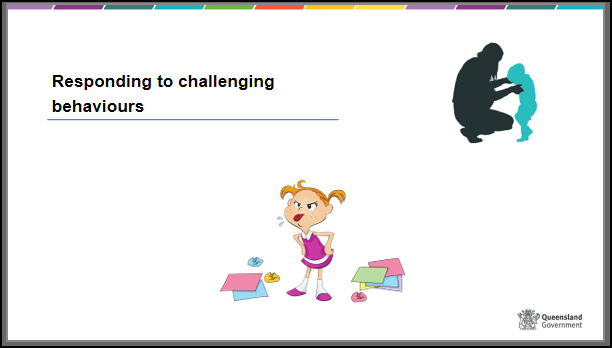 Responding to challenging
behaviours
Queensland
Government